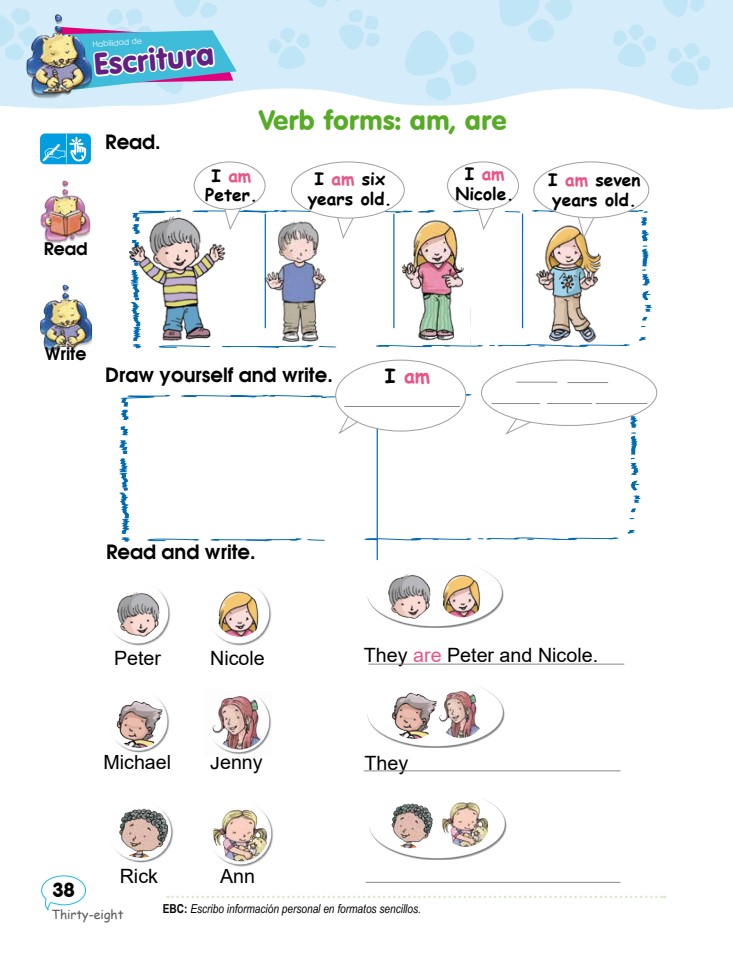 Habilidad de
Escritura
Verb forms: am, are
Read.
I am
Peter.
I am six
years old.
I am
Nicole.
I am seven
years old.
Read
Write
Draw yourself and write.
I am
Read and write.
Peter
Nicole
They are Peter and Nicole.
Michael
Jenny
They
Rick
Ann
38
Thirty-eight
EBC: Escribo información personal en formatos sencillos.